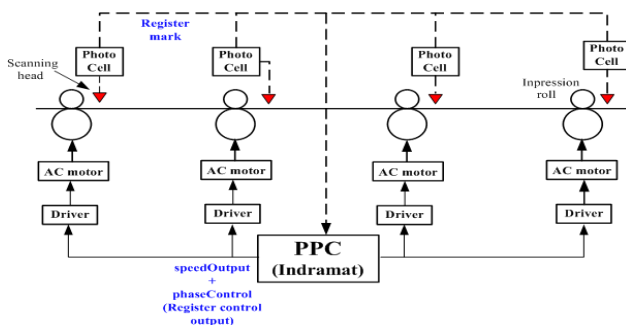 Register
mark
Photo
Cell
Photo
Cell
Photo
Cell
Photo
Cell
Scanning
head
Inpression
roll
AC motor
AC motor
AC motor
AC motor
Driver
Driver
Driver
Driver
PPC
(Indramat)
speedOutput
+
phaseControl
(Register control
output)